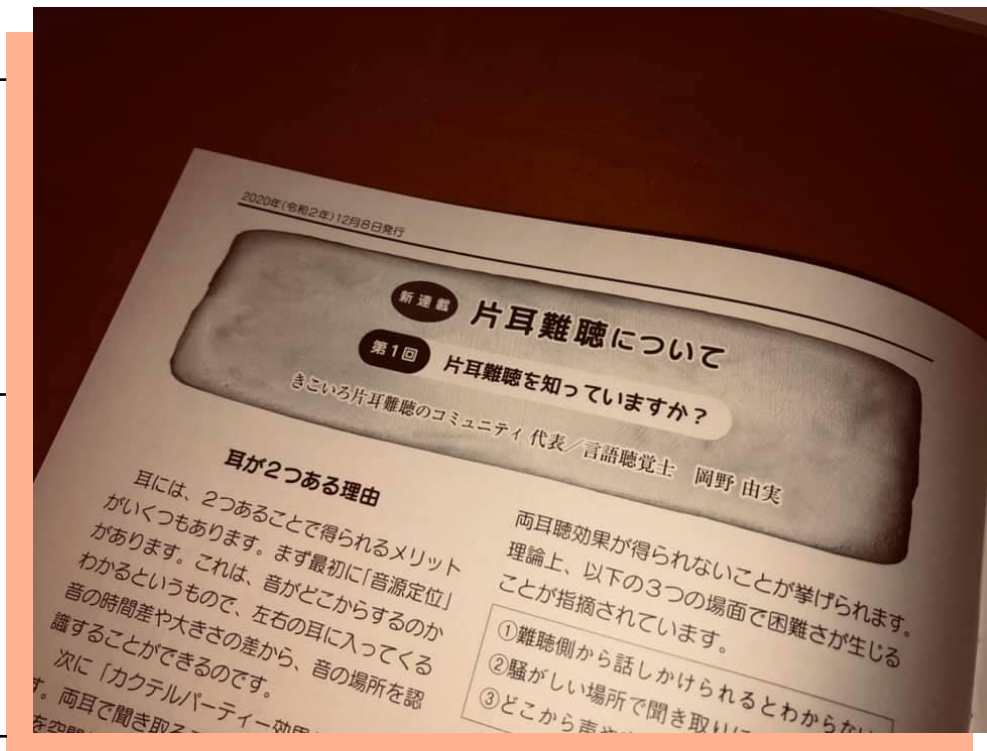 2020年(令和2年)12月8日発行
新連載 片耳難聴について
第1回 片耳難聴を知っていますか？
きこいろ片耳難聴のコミュニティ 代表／言語聴覚士 岡野 由実
耳が2つある理由
耳には、2つあることで得られるメリット
がいくつもあります。まず最初に「音源定位」
があります。これは、音がどこからするのか
わかるというもので、左右の耳に入ってくる
音の時間差や大きさの差から、音の場所を認
識することができるのです。
次に「カクテルパーティー効果
す。両耳で聞き取る
両耳聴効果が得られないことが挙げられます。
理論上、以下の3つの場面で困難さが生じる
ことが指摘されています。
①難聴側から話しかけられるとわからない
②騒がしい場所で聞き取りに
③どこから声や